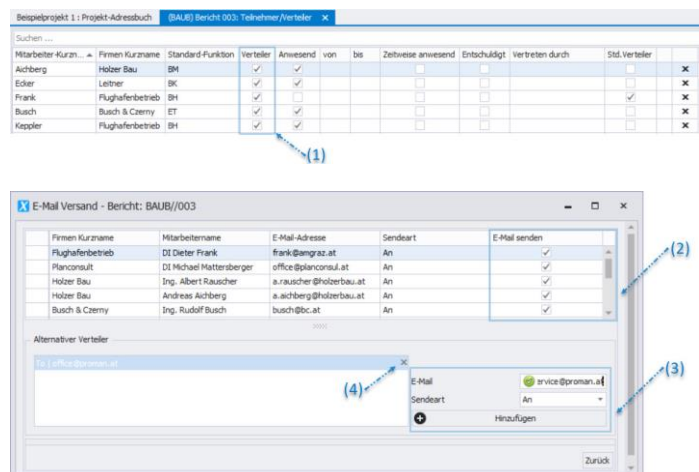 Beispielprojekt 1 : Projekt-Adressbuch (BAUB) Bericht 003: Teilnehmer/Verteiler ×
Suchen ...
Mitarbeiter-Kurzn... Firmen Kurzname Standard-Funktion Verteiler Anwesend von bis Zeitweise anwesend Entschuldigt Vertreten durch Std.Verteiler
Aichberg Holzer Bau BM
Ecker Leitner BK
Frank Flughafenbetrieb BH
Busch Busch & Czerny ET
Keppler Flughafenbetrieb BH
(1)
E-Mail Versand - Bericht: BAUB//003
Firmen Kurzname Mitarbeitername E-Mail-Adresse Sendeart E-Mail senden
Flughafenbetrieb DI Dieter Frank frank@amgraz.at An
Planconsult DI Michael Mattersberger office@planconsul.at An
Holzer Bau Ing. Albert Rauscher a.rauscher@holzerbau.at An
Holzer Bau Andreas Aichberg a.aichberg@holzerbau.at An
Busch & Czerny Ing. Rudolf Busch busch@bc.at An
(2)
Alternativer Verteiler
To: | office@proman.at
(4)
E-Mail ervice@proman.at
Sendeart An
Hinzufügen
(3)
Zurück